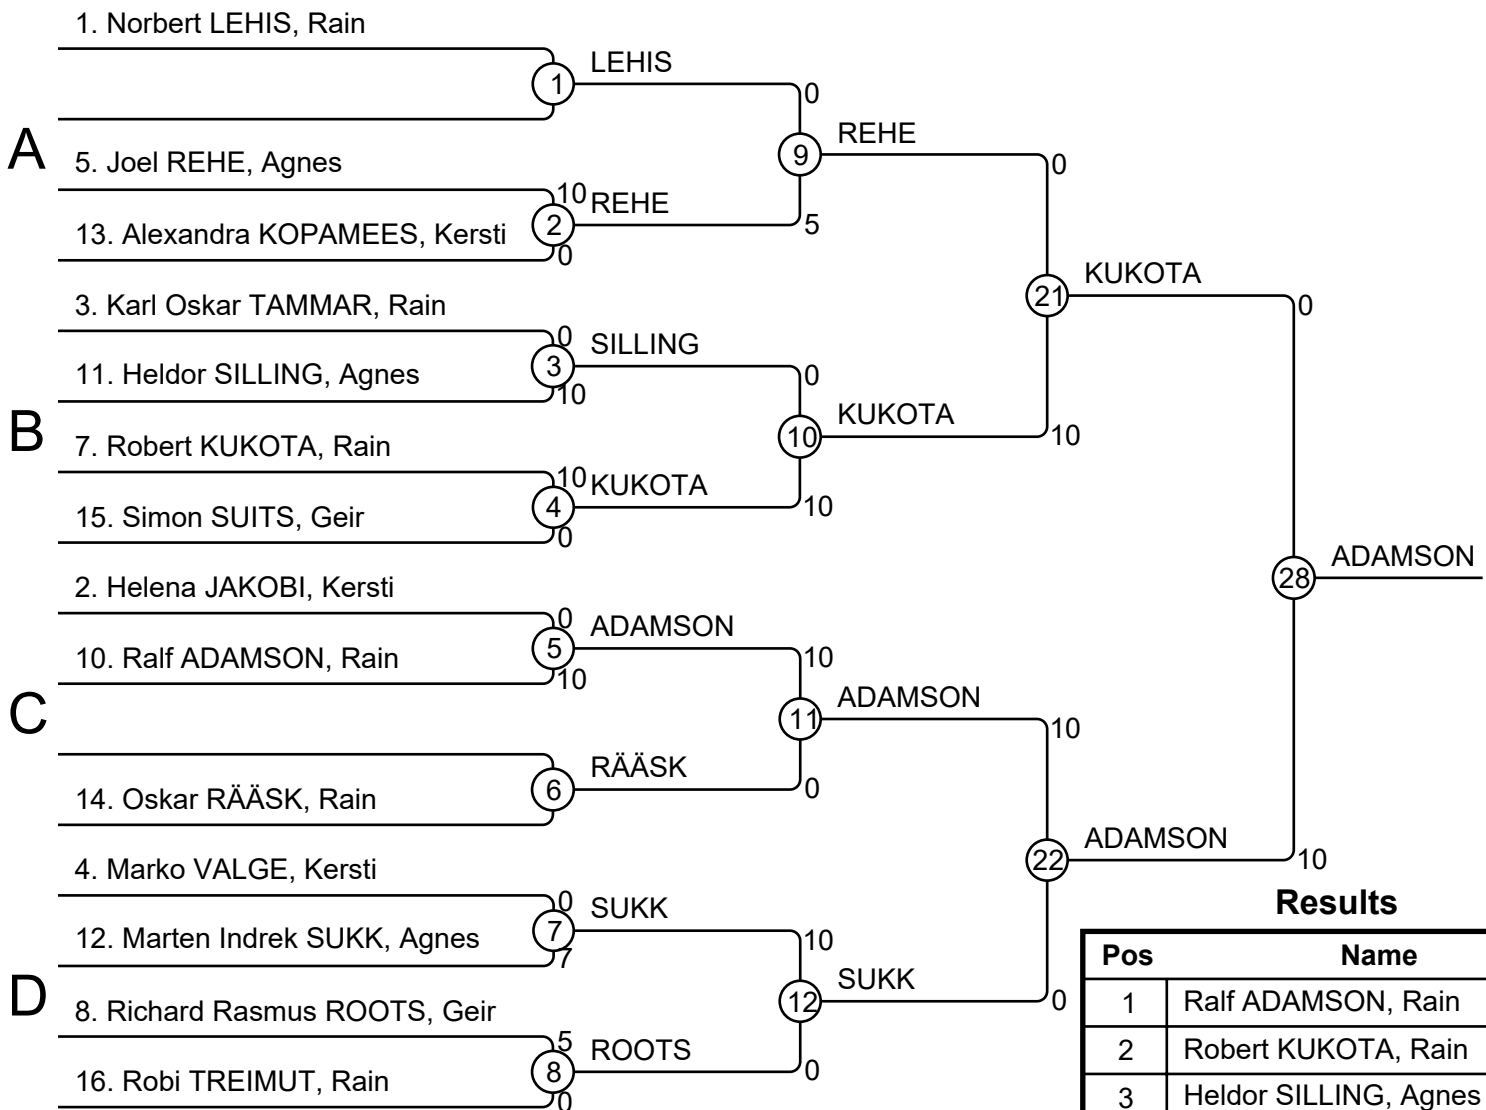 1. Norbert LEHIS, Rain
1
LEHIS
0
A
9
REHE
5. Joel REHE, Agnes
0
10
REHE
5
2
13. Alexandra KOPAMEES, Kersti
0
21
KUKOTA
0
3. Karl Oskar TAMMAR, Rain
0
3
SILLING
0
11. Heldor SILLING, Agnes
10
B
10
KUKOTA
10
7. Robert KUKOTA, Rain
10
KUKOTA
10
4
15. Simon SUITS, Geir
0
28
ADAMSON
2. Helena JAKOBI, Kersti
0
5
ADAMSON
10
10. Ralf ADAMSON, Rain
10
C
11
ADAMSON
10
RÄÄSK
0
6
14. Oskar RÄÄSK, Rain
22
ADAMSON
10
4. Marko VALGE, Kersti
0
7
SUKK
10
12. Marten Indrek SUKK, Agnes
7
D
12
SUKK
0
8. Richard Rasmus ROOTS, Geir
5
ROOTS
0
8
16. Robi TREIMUT, Rain
0
Results
Pos Name
1 Ralf ADAMSON, Rain
2 Robert KUKOTA, Rain
3 Heldor SILLING, Agnes